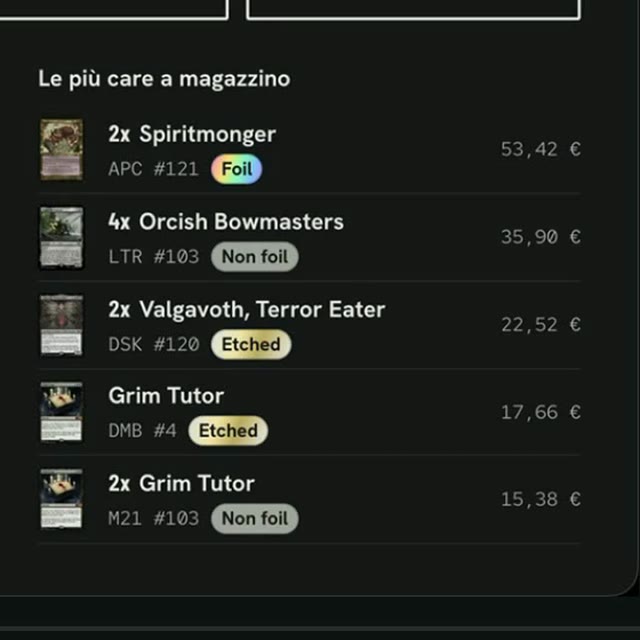 Le più care a magazzino
2x Spiritmonger
53,42 €
APC #121 Foil
4x Orcish Bowmasters
35,90 €
LTR #103 Non foil
2x Valgavoth, Terror Eater
22,52 €
DSK #120 Etched
Grim Tutor
17,66 €
DMB #4 Etched
2x Grim Tutor
15,38 €
M21 #103 Non foil